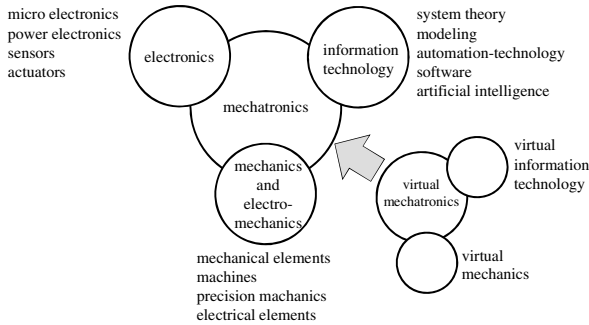 micro electronics
power electronics
sensors
actuators
electronics
information
technology
system theory
modeling
automation-technology
software
artificial intelligence
mechatronics
mechanics
and
electro-
mechanics
mechanical elements
machines
precision machanics
electrical elements
virtual
mechatronics
virtual
information
technology
virtual
mechanics